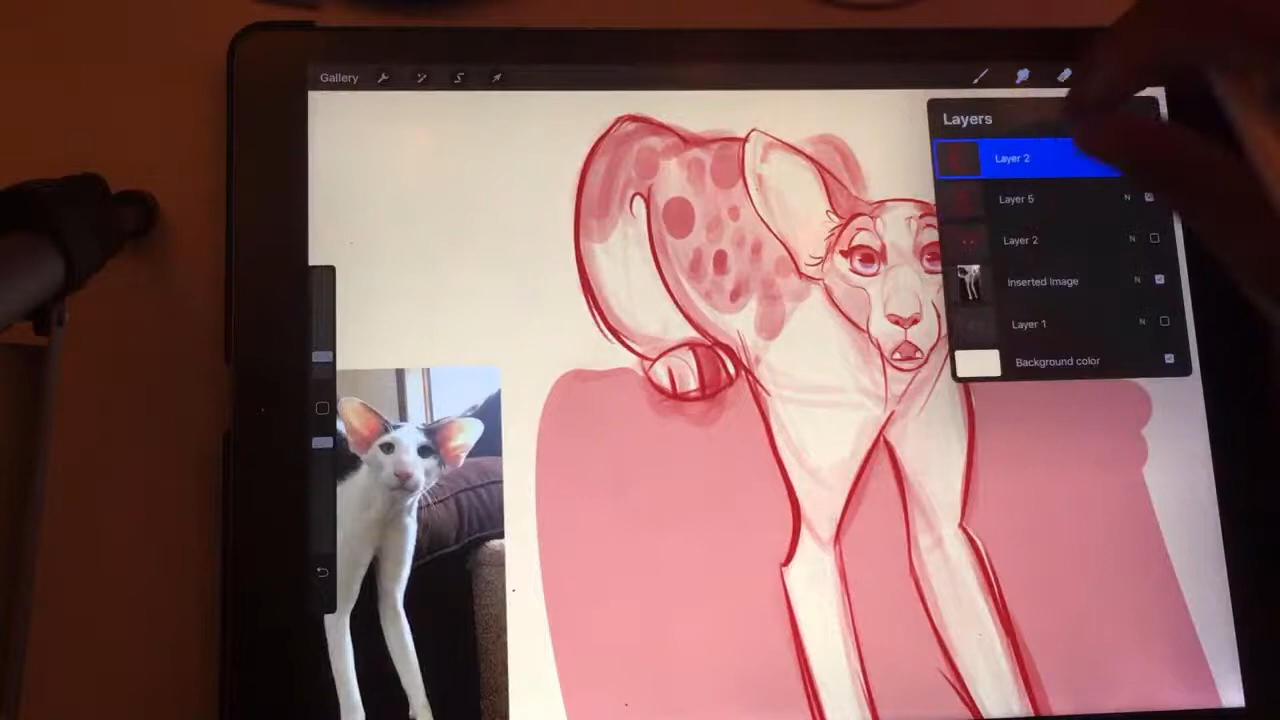 Gallery
Layers
Layer 2
Layer 5 N
Layer 2 N
Inserted Image N
Layer 1 N
Background color